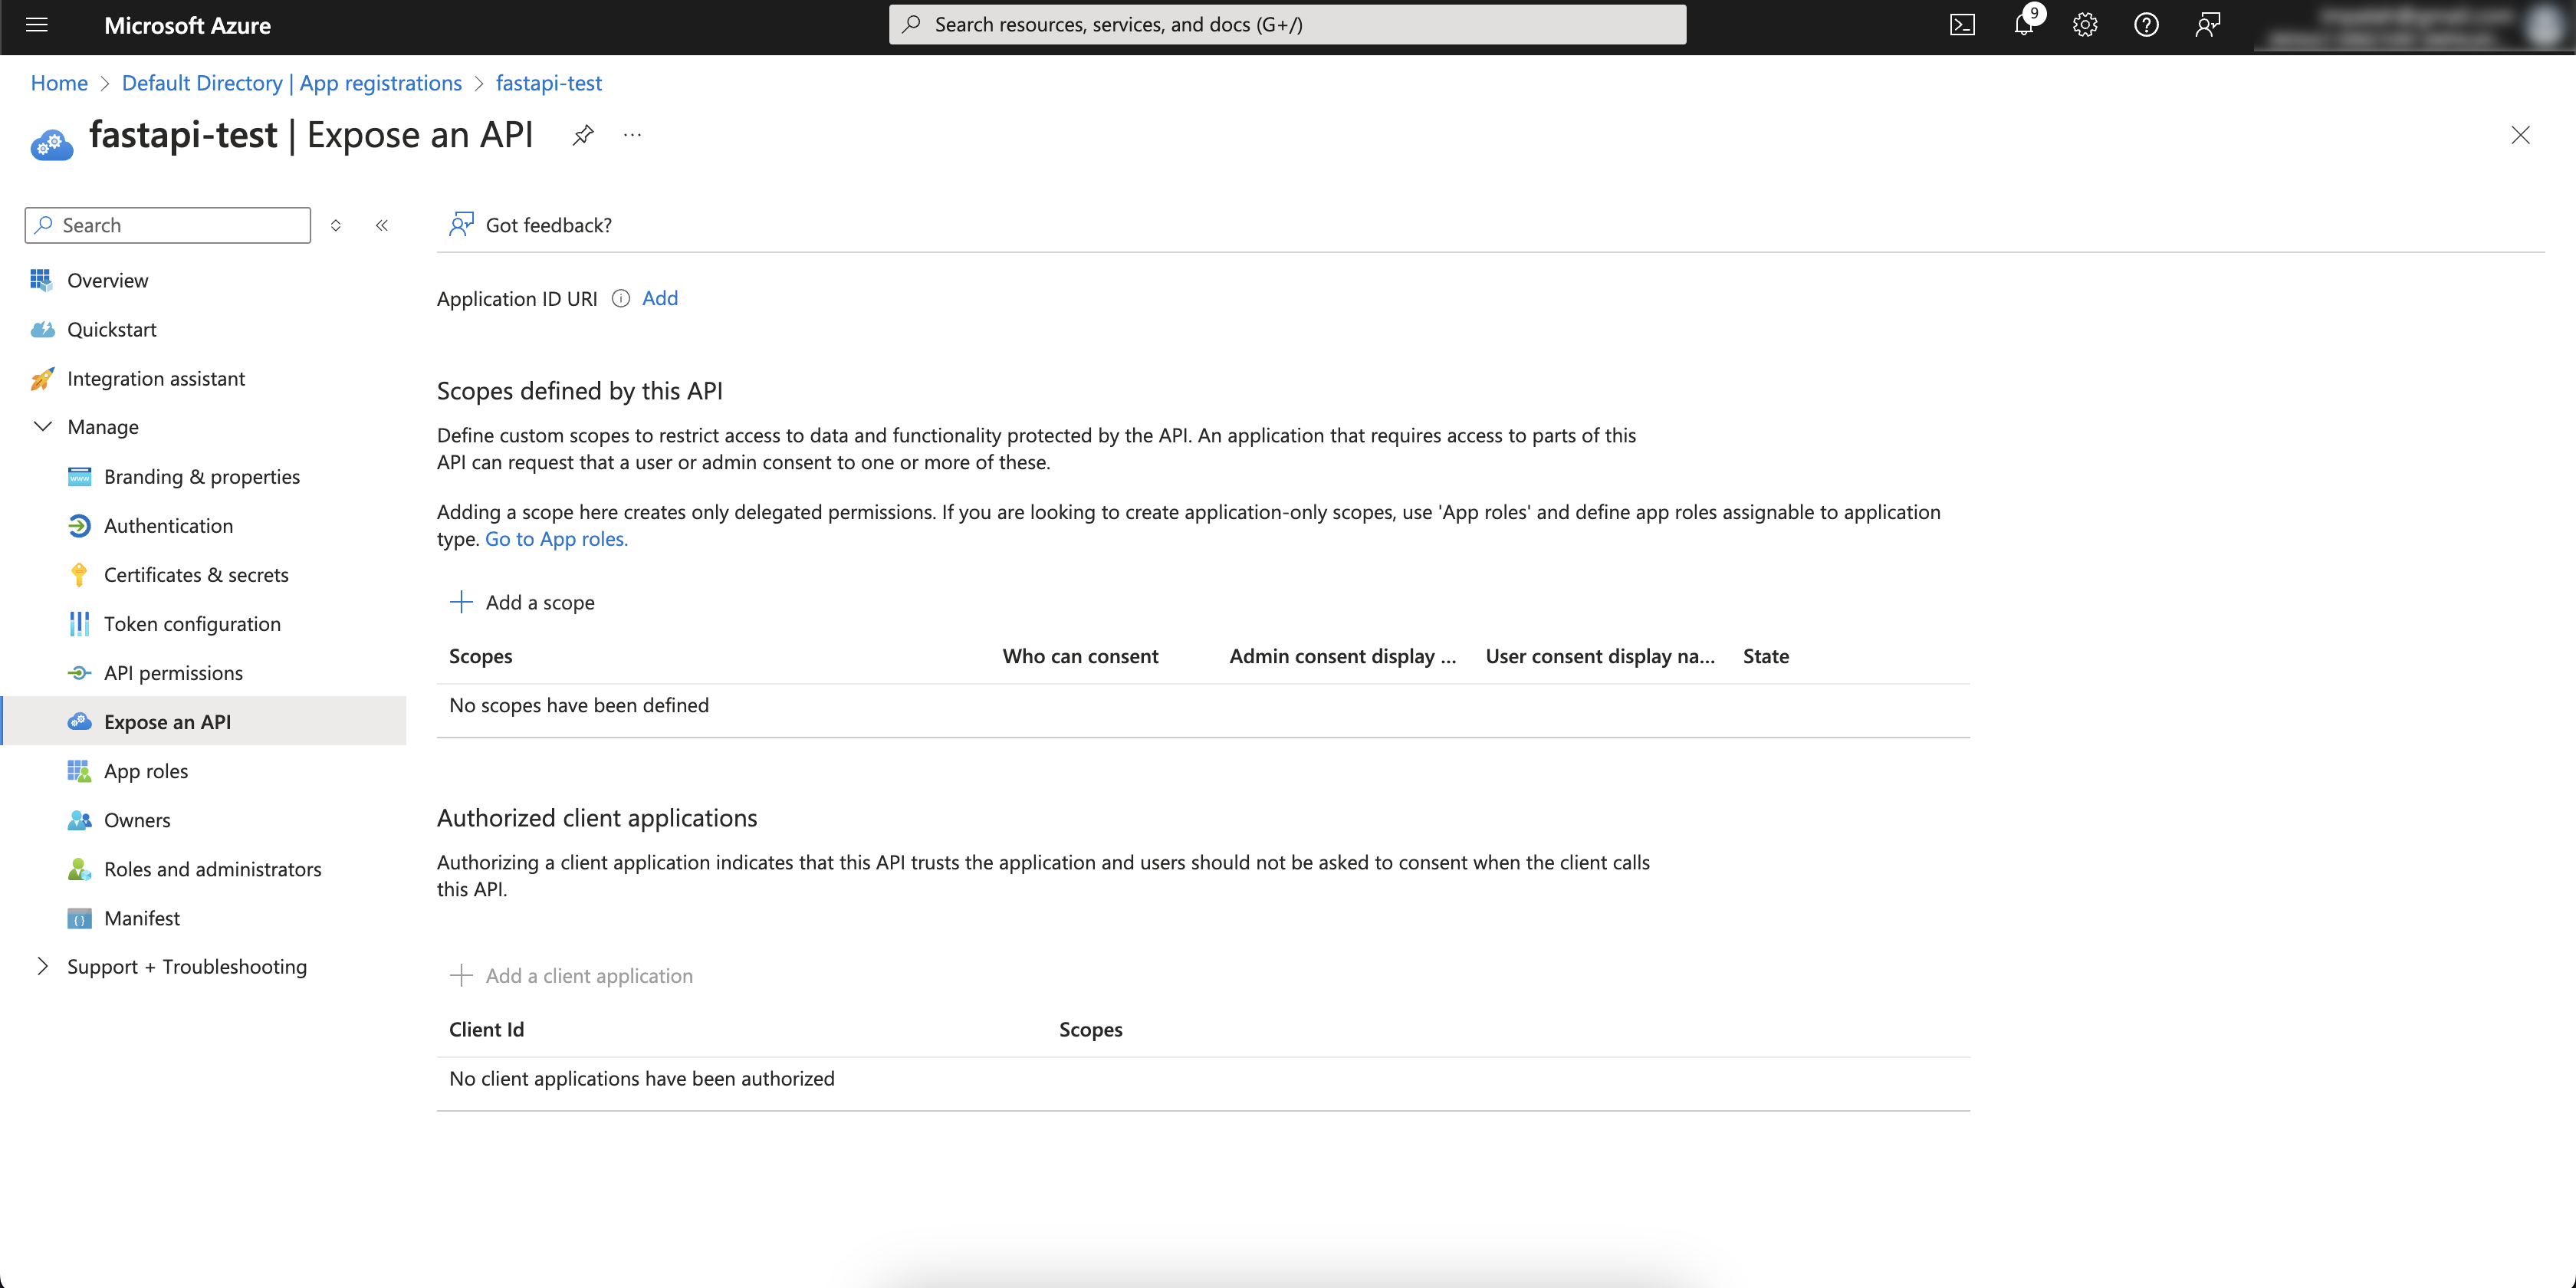 Microsoft Azure
Search resources, services, and docs (G+/)
9
Home > Default Directory | App registrations > fastapi-test
fastapi-test | Expose an API
Search
Got feedback?
Overview
Quickstart
Integration assistant
Manage
Branding & properties
Authentication
Certificates & secrets
Token configuration
API permissions
Expose an API
App roles
Owners
Roles and administrators
Manifest
Support + Troubleshooting
Application ID URI Add
Scopes defined by this API
Define custom scopes to restrict access to data and functionality protected by the API. An application that requires access to parts of this
API can request that a user or admin consent to one or more of these.
Adding a scope here creates only delegated permissions. If you are looking to create application-only scopes, use 'App roles' and define app roles assignable to application
type. Go to App roles.
Add a scope
Scopes Who can consent Admin consent display ... User consent display na... State
No scopes have been defined
Authorized client applications
Authorizing a client application indicates that this API trusts the application and users should not be asked to consent when the client calls
this API.
Add a client application
Client Id Scopes
No client applications have been authorized